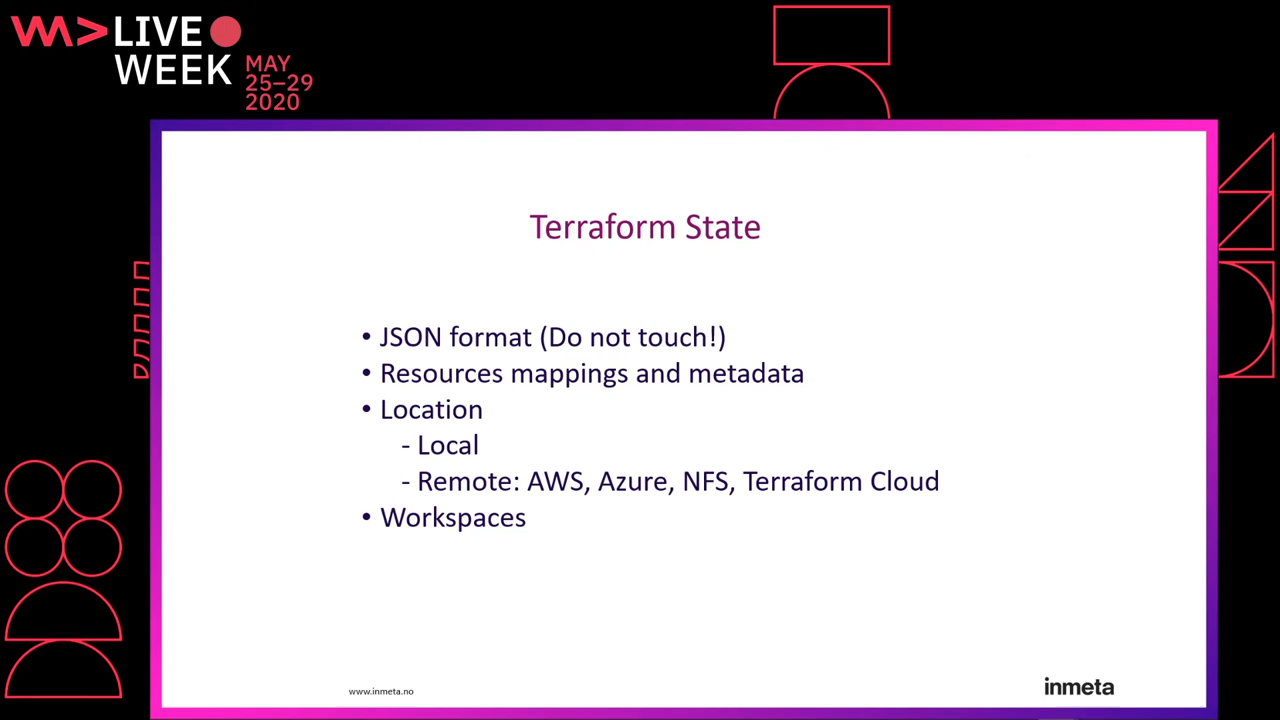 LIVE
WEEK
MAY
25–29
2020
Terraform State
• JSON format (Do not touch!)
• Resources mappings and metadata
• Location
- Local
- Remote: AWS, Azure, NFS, Terraform Cloud
• Workspaces
www.inmeta.no
inmeta